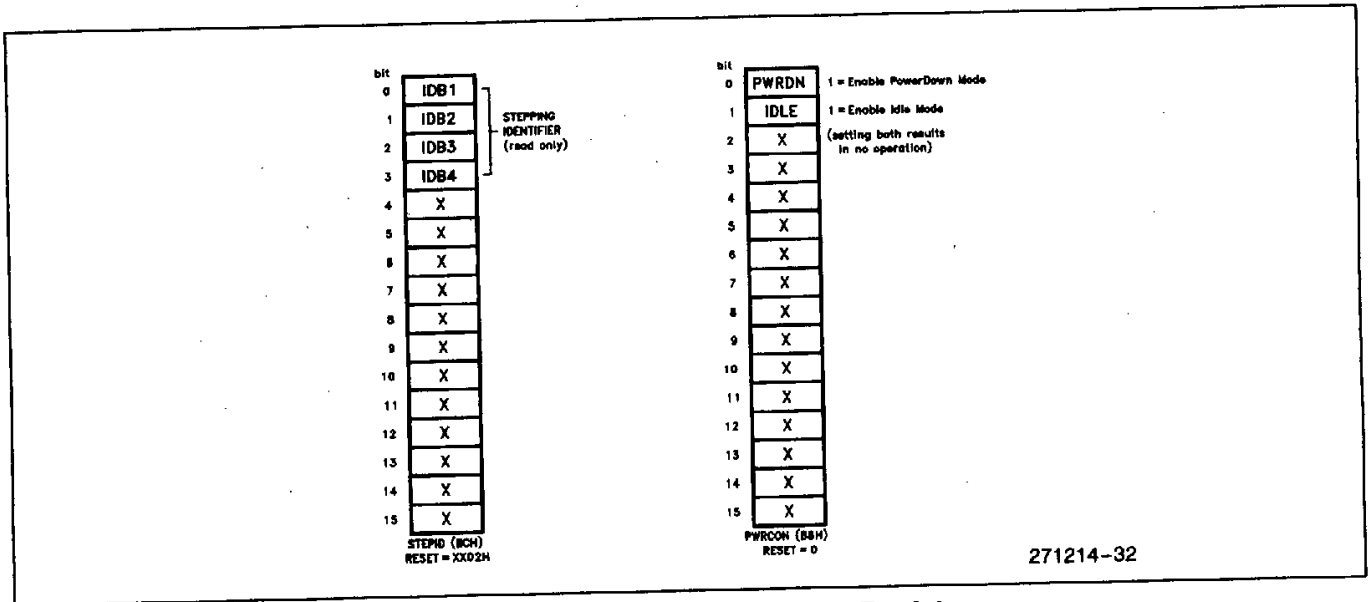 bit
0 IDB1
1 IDB2
2 IDB3
3 IDB4
4 X
5 X
6 X
7 X
8 X
9 X
10 X
11 X
12 X
13 X
14 X
15 X
STEPPING
IDENTIFIER
(read only)
STEPID (BCH)
RESET = XX02H
bit
0 PWRDN 1 = Enable PowerDown Mode
1 IDLE 1 = Enable Idle Mode
2 X (setting both results
in no operation)
3 X
4 X
5 X
6 X
7 X
8 X
9 X
10 X
11 X
12 X
13 X
14 X
15 X
PWRCON
RESET = 0
271214-32